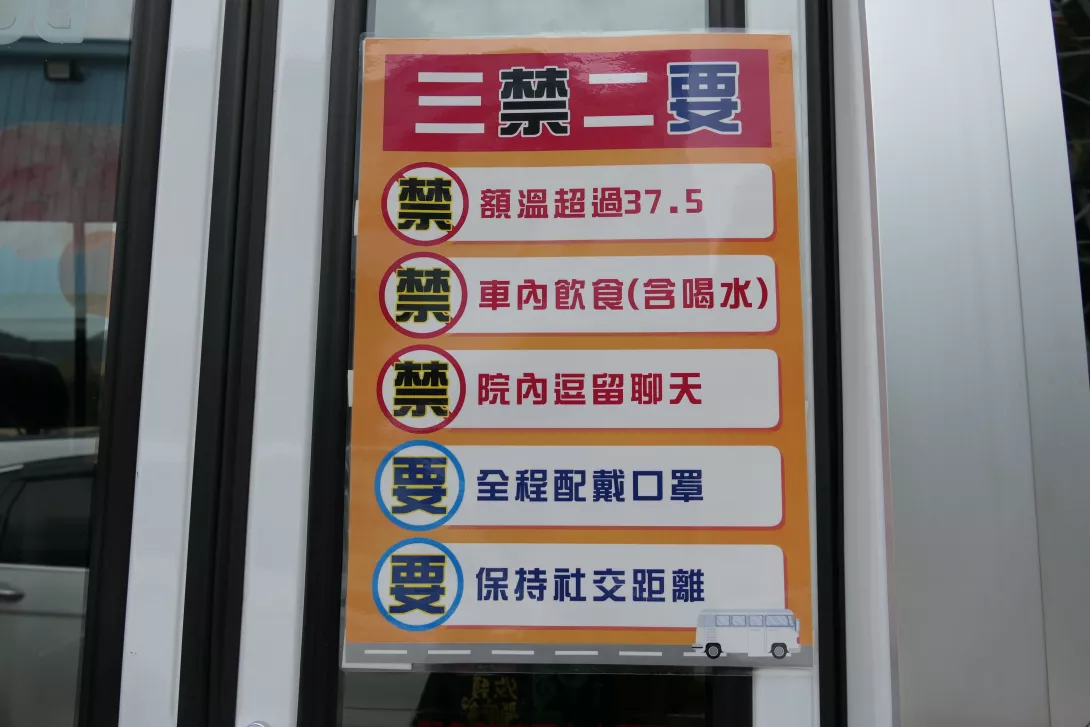 三禁二要
禁 額溫超過37.5
禁 車內飲食(含喝水)
禁 院內逗留聊天
要 全程配戴口罩
要 保持社交距離